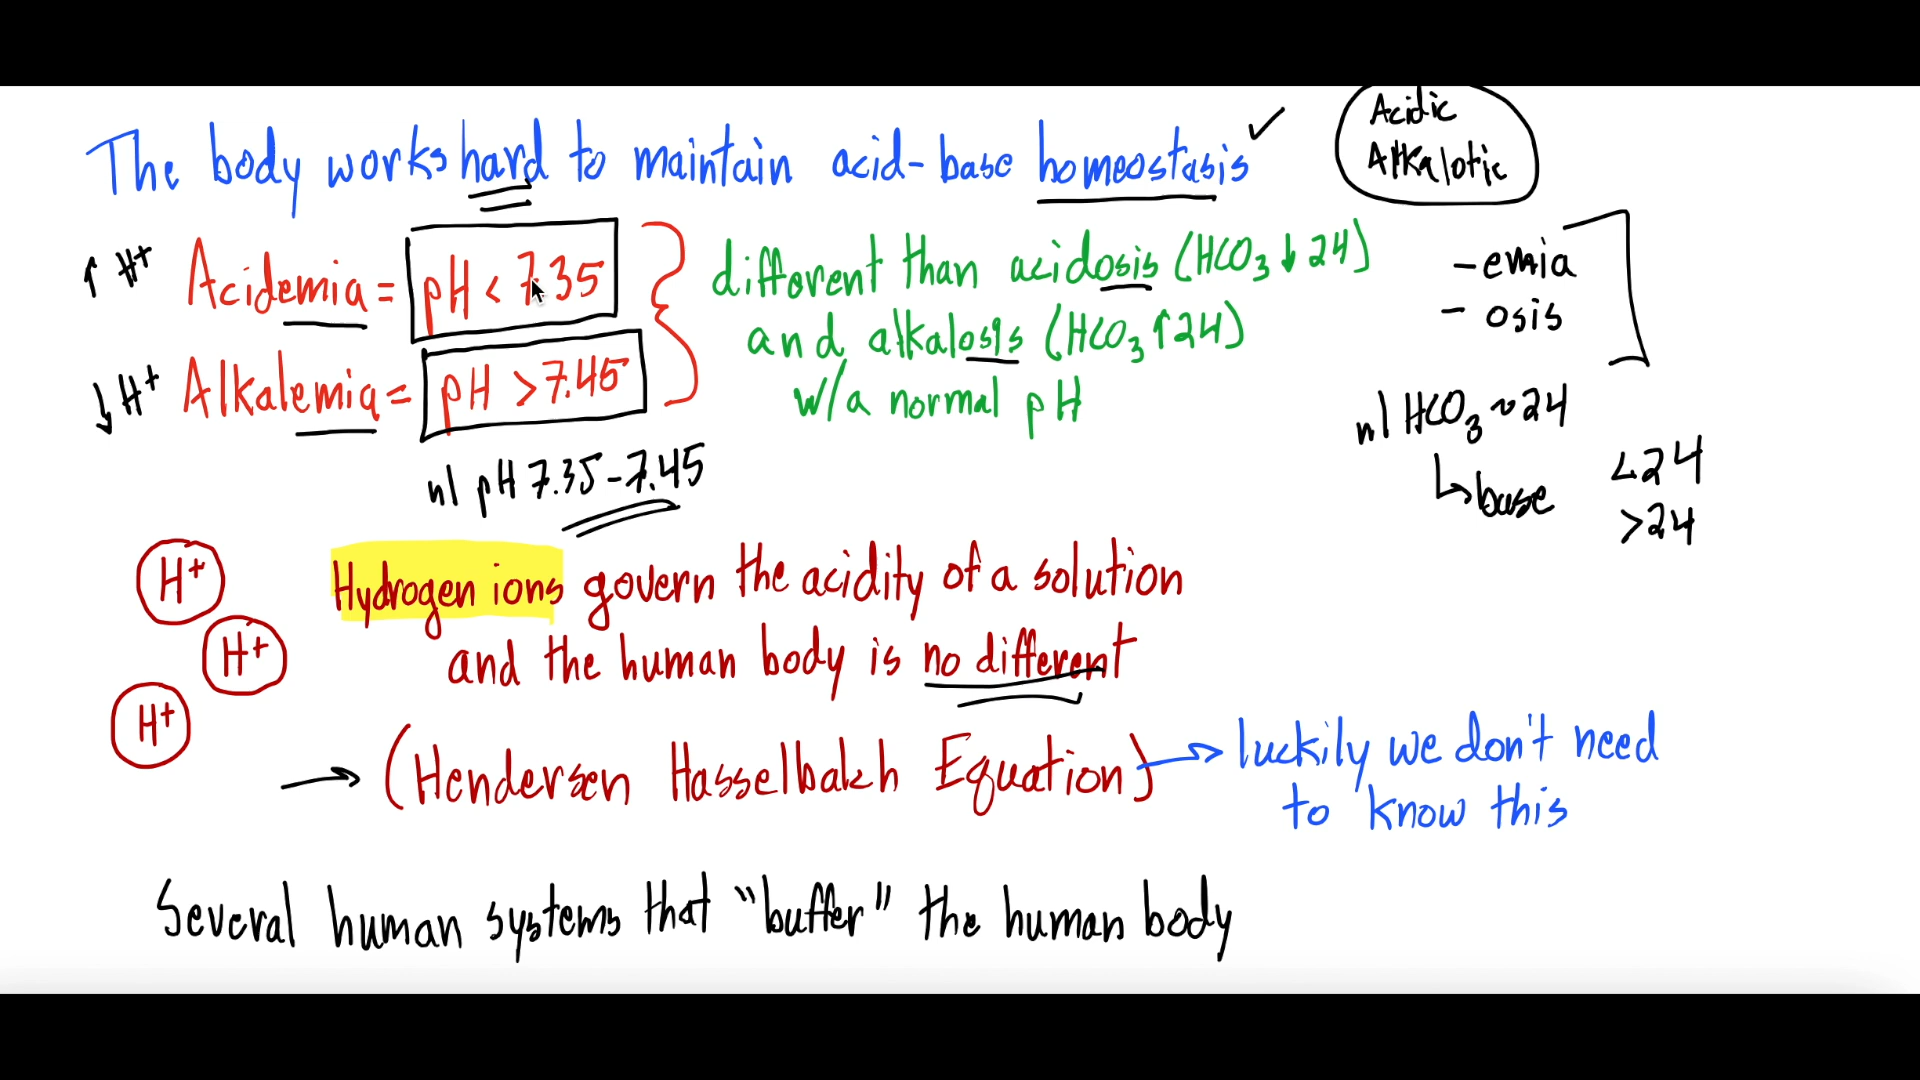 Acidic
Alkalotic
The body works hard to maintain acid-base homeostasis ✓
↑ H+ Acidemia = pH < 7.35
different than acidosis (HCO3 ↓ 24)
- emia
- osis
↓ H+ Alkalemia = pH > 7.45
and alkalosis (HCO3 ↑ 24)
w/a normal pH
nl HCO3 ~ 24
↳ base
<24
>24
nl pH 7.35-7.45
H+
H+
H+
Hydrogen ions govern the acidity of a solution
and the human body is no different
→ (Hendersen Hasselbalch Equation) → luckily we don't need
to know this
Several human systems that "buffer" the human body